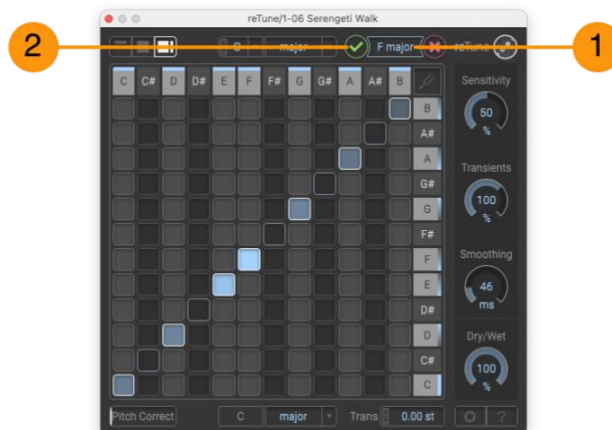 reTune/1-06 Serengeti Walk
2
major
F major
reTune
1
C C# D D# E F F# G G# A A# B
Sensitivity
50
%
B
A#
A
Transients
100
%
G#
G
F#
Smoothing
46
ms
F
E
D#
Dry/Wet
100
%
D
C#
C
Pitch Correct
C
major
Trans
0.00 st
?